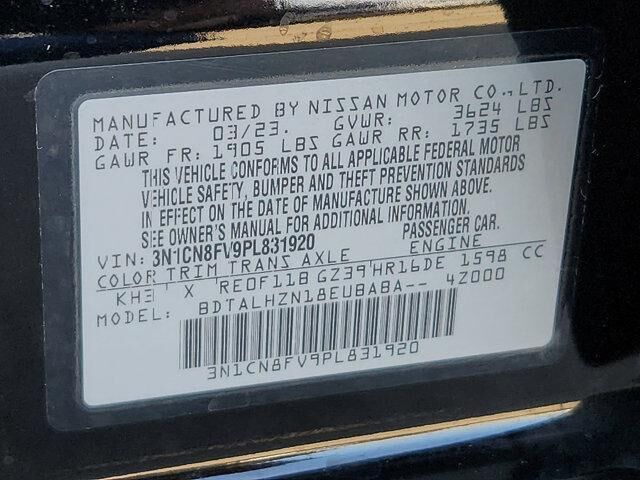 MANUFACTURED BY NISSAN MOTOR CO.,LTD.
DATE: 03/23. GVWR: 3624 LBS
GAWR FR: 1905 LBS GAWR RR: 1735 LBS
THIS VEHICLE CONFORMS TO ALL APPLICABLE FEDERAL MOTOR
VEHICLE SAFETY, BUMPER AND THEFT PREVENTION STANDARDS
IN EFFECT ON THE DATE OF MANUFACTURE SHOWN ABOVE.
SEE OWNER'S MANUAL FOR ADDITIONAL INFORMATION.
VIN: 3N1CN8FV9PL831920 PASSENGER CAR.
COLOR TRIM TRANS AXLE ENGINE
KH3 X RE0F11B GZ39 HR16DE 1598 CC
MODEL: BDTALHZN18EUBABA-- 4Z000
3N1CN8FV9PL831920